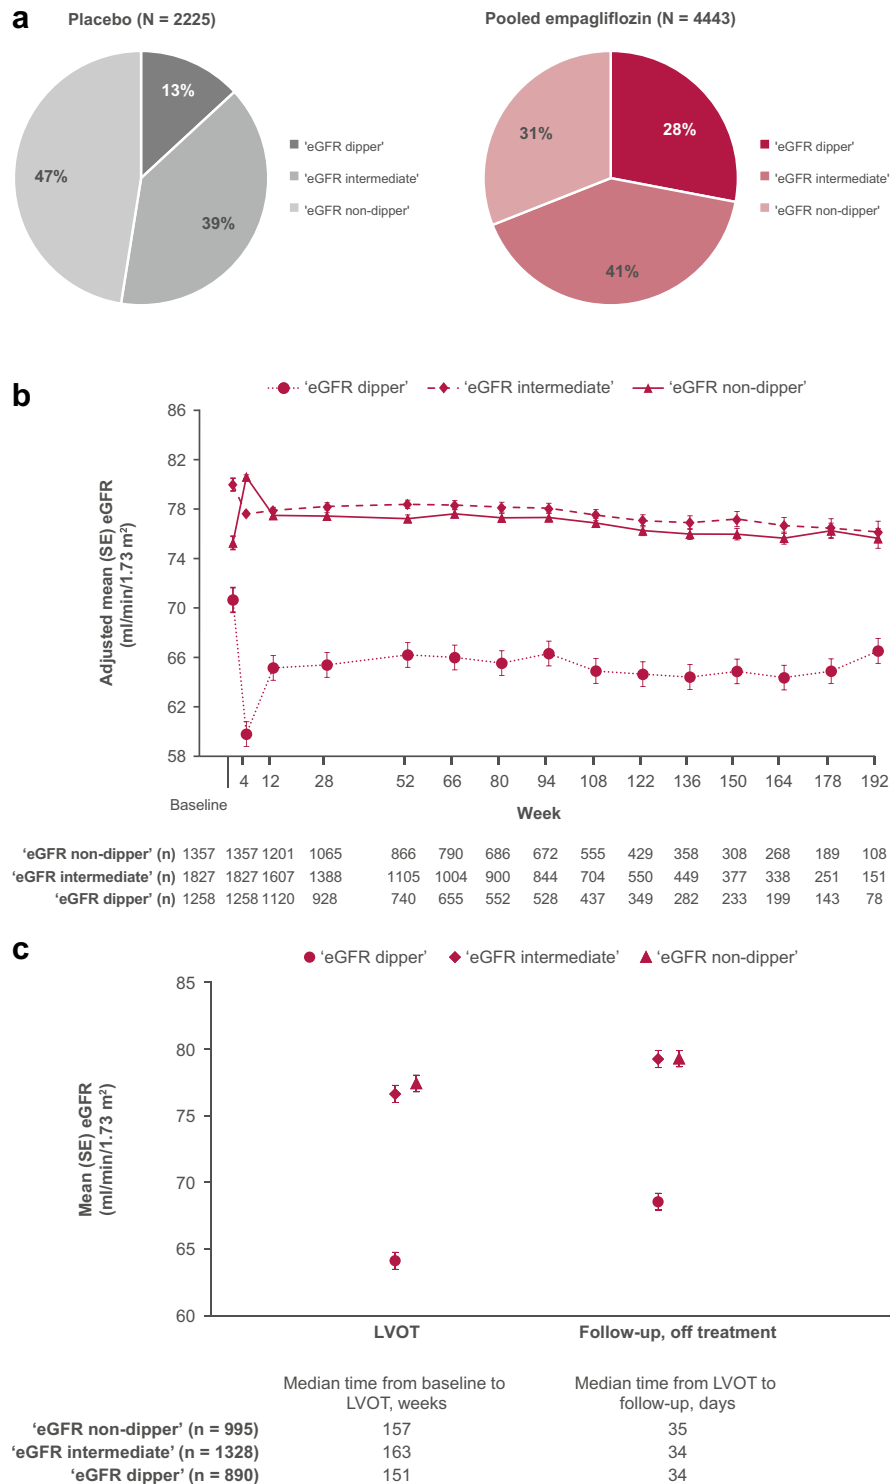 a
Placebo (N = 2225)
Pooled empagliflozin (N = 4443)
13%
39%
47%
'eGFR dipper'
'eGFR intermediate'
'eGFR non-dipper'
28%
41%
31%
'eGFR dipper'
'eGFR intermediate'
'eGFR non-dipper'
b
‘eGFR dipper’ ‘eGFR intermediate’ ‘eGFR non-dipper’
Adjusted mean (SE) eGFR
(ml/min/1.73 m²)
86
82
78
74
70
66
62
58
Baseline
4 12 28 52 66 80 94 108 122 136 150 164 178 192
Week
‘eGFR non-dipper’ (n) 1357 1357 1201 1065 866 790 686 672 555 429 358 308 268 189 108
‘eGFR intermediate’ (n) 1827 1827 1607 1388 1105 1004 900 844 704 550 449 377 338 251 151
‘eGFR dipper’ (n) 1258 1258 1120 928 740 655 552 528 437 349 282 233 199 143 78
c
‘eGFR dipper’ ‘eGFR intermediate’ ‘eGFR non-dipper’
Mean (SE) eGFR
(ml/min/1.73 m²)
85
80
75
70
65
60
LVOT Follow-up, off treatment
Median time from baseline to
LVOT, weeks
Median time from LVOT to
follow-up, days
‘eGFR non-dipper’ (n = 995) 157 35
‘eGFR intermediate’ (n = 1328) 163 34
‘eGFR dipper’ (n = 890) 151 34